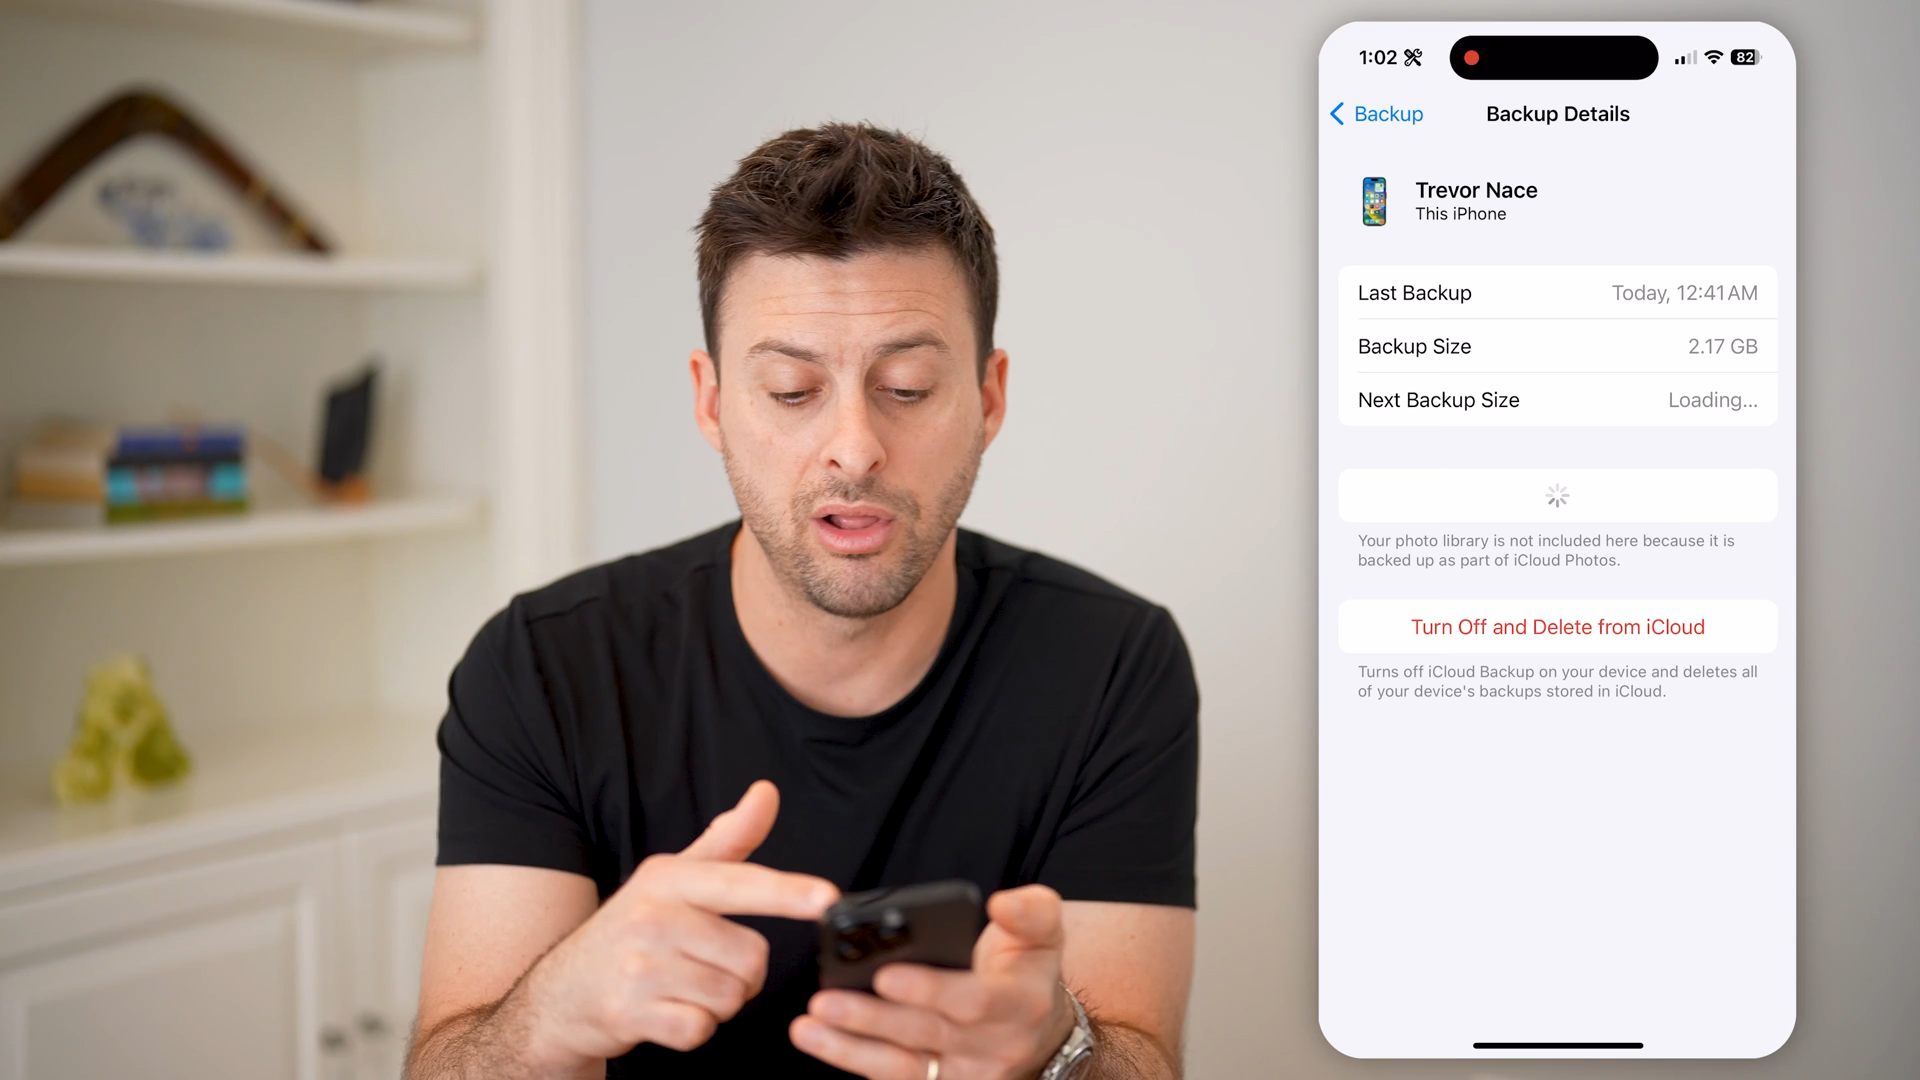 1:02
82
Backup
Backup Details
Trevor Nace
This iPhone
Last Backup
Today, 12:41 AM
Backup Size
2.17 GB
Next Backup Size
Loading...
Your photo library is not included here because it is
backed up as part of iCloud Photos.
Turn Off and Delete from iCloud
Turns off iCloud Backup on your device and deletes all
of your device's backups stored in iCloud.